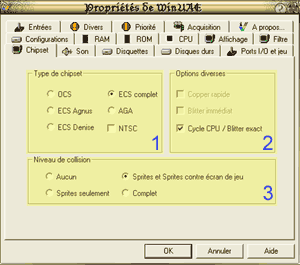 Propriétés de WinUAE
Entrées Divers Priorité Acquisition A propos...
Configurations RAM ROM CPU Affichage Filtre
Chipset Son Disquettes Disques durs Ports I/O et jeu
Type de chipset
OCS ECS complet
ECS Agnus AGA
ECS Denise NTSC
1
Options diverses
Copper rapide
Blitter immédiat
Cycle CPU / Blitter exact
2
Niveau de collision
Aucun Sprites et Sprites contre écran de jeu
Sprites seulement Complet
3
OK Annuler Aide